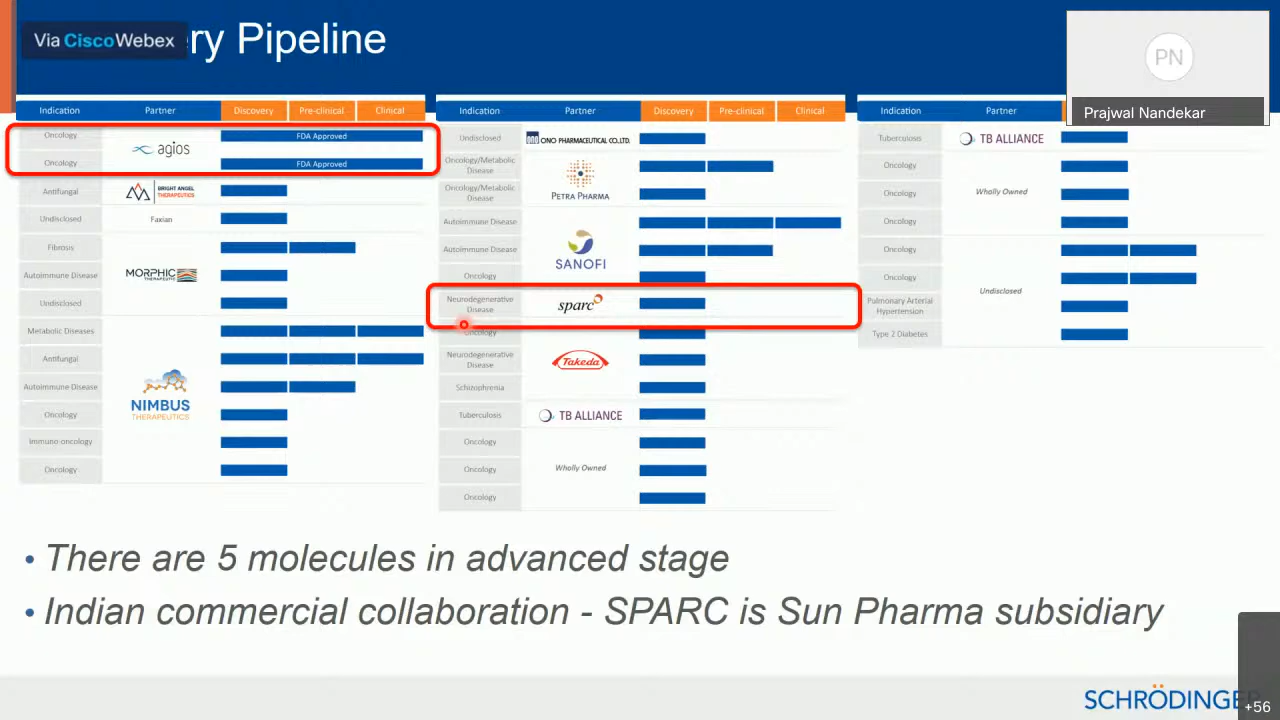 Via CiscoWebex
ry Pipeline
PN
Prajwal Nandekar
Indication Partner Discovery Pre-clinical Clinical
Oncology agios FDA Approved
Oncology FDA Approved
Antifungal BRIGHT ANGEL THERAPEUTICS
Undisclosed Faxian
Fibrosis
Autoimmune Disease MORPHIC THERAPEUTIC
Undisclosed
Metabolic Diseases
Antifungal
Autoimmune Disease
NIMBUS
THERAPEUTICS
Oncology
Immuno-oncology
Oncology
Indication Partner Discovery Pre-clinical Clinical
Undisclosed ONO PHARMACEUTICAL CO.,LTD.
Oncology/Metabolic
Disease
PETRA PHARMA
Oncology/Metabolic
Disease
Autoimmune Disease
Autoimmune Disease
SANOFI
Oncology
Neurodegenerative
Disease
sparc
Oncology
Neurodegenerative
Disease
Takeda
Schizophrenia
Tuberculosis TB ALLIANCE
Oncology
Oncology Wholly Owned
Oncology
Indication Partner
Tuberculosis TB ALLIANCE
Oncology
Oncology Wholly Owned
Oncology
Oncology
Oncology
Undisclosed
Pulmonary Arterial
Hypertension
Type 2 Diabetes
• There are 5 molecules in advanced stage
• Indian commercial collaboration - SPARC is Sun Pharma subsidiary
SCHRÖDINGE
+56